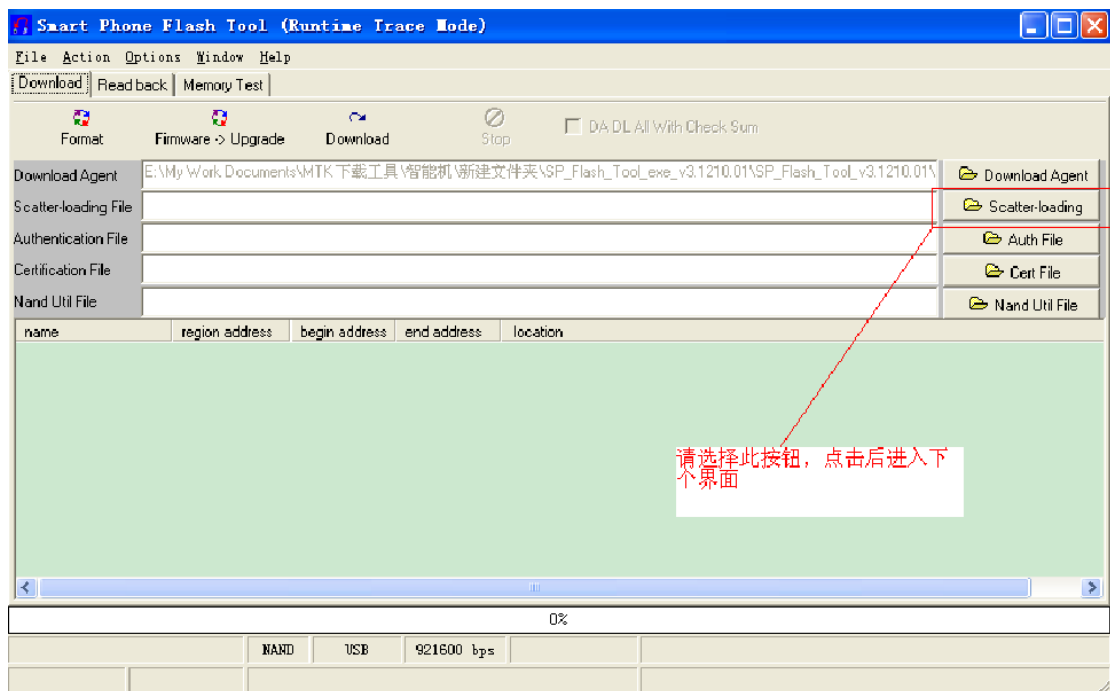 Smart Phone Flash Tool (Runtime Trace Mode)
File Action Options Window Help
Download Read back Memory Test
Format Firmware -> Upgrade Download Stop DA DL All With Check Sum
Download Agent E:\My Work Documents\MTK下载工具\智能机\新建文件夹\SP_Flash_Tool_exe_v3.1210.01\SP_Flash_Tool_v3.1210.01\ Download Agent
Scatter-loading File Scatter-loading
Authentication File Auth File
Certification File Cert File
Nand Util File Nand Util File
name region address begin address end address location
请选择此按钮，点击后进入下
个界面
0%
NAND USB 921600 bps